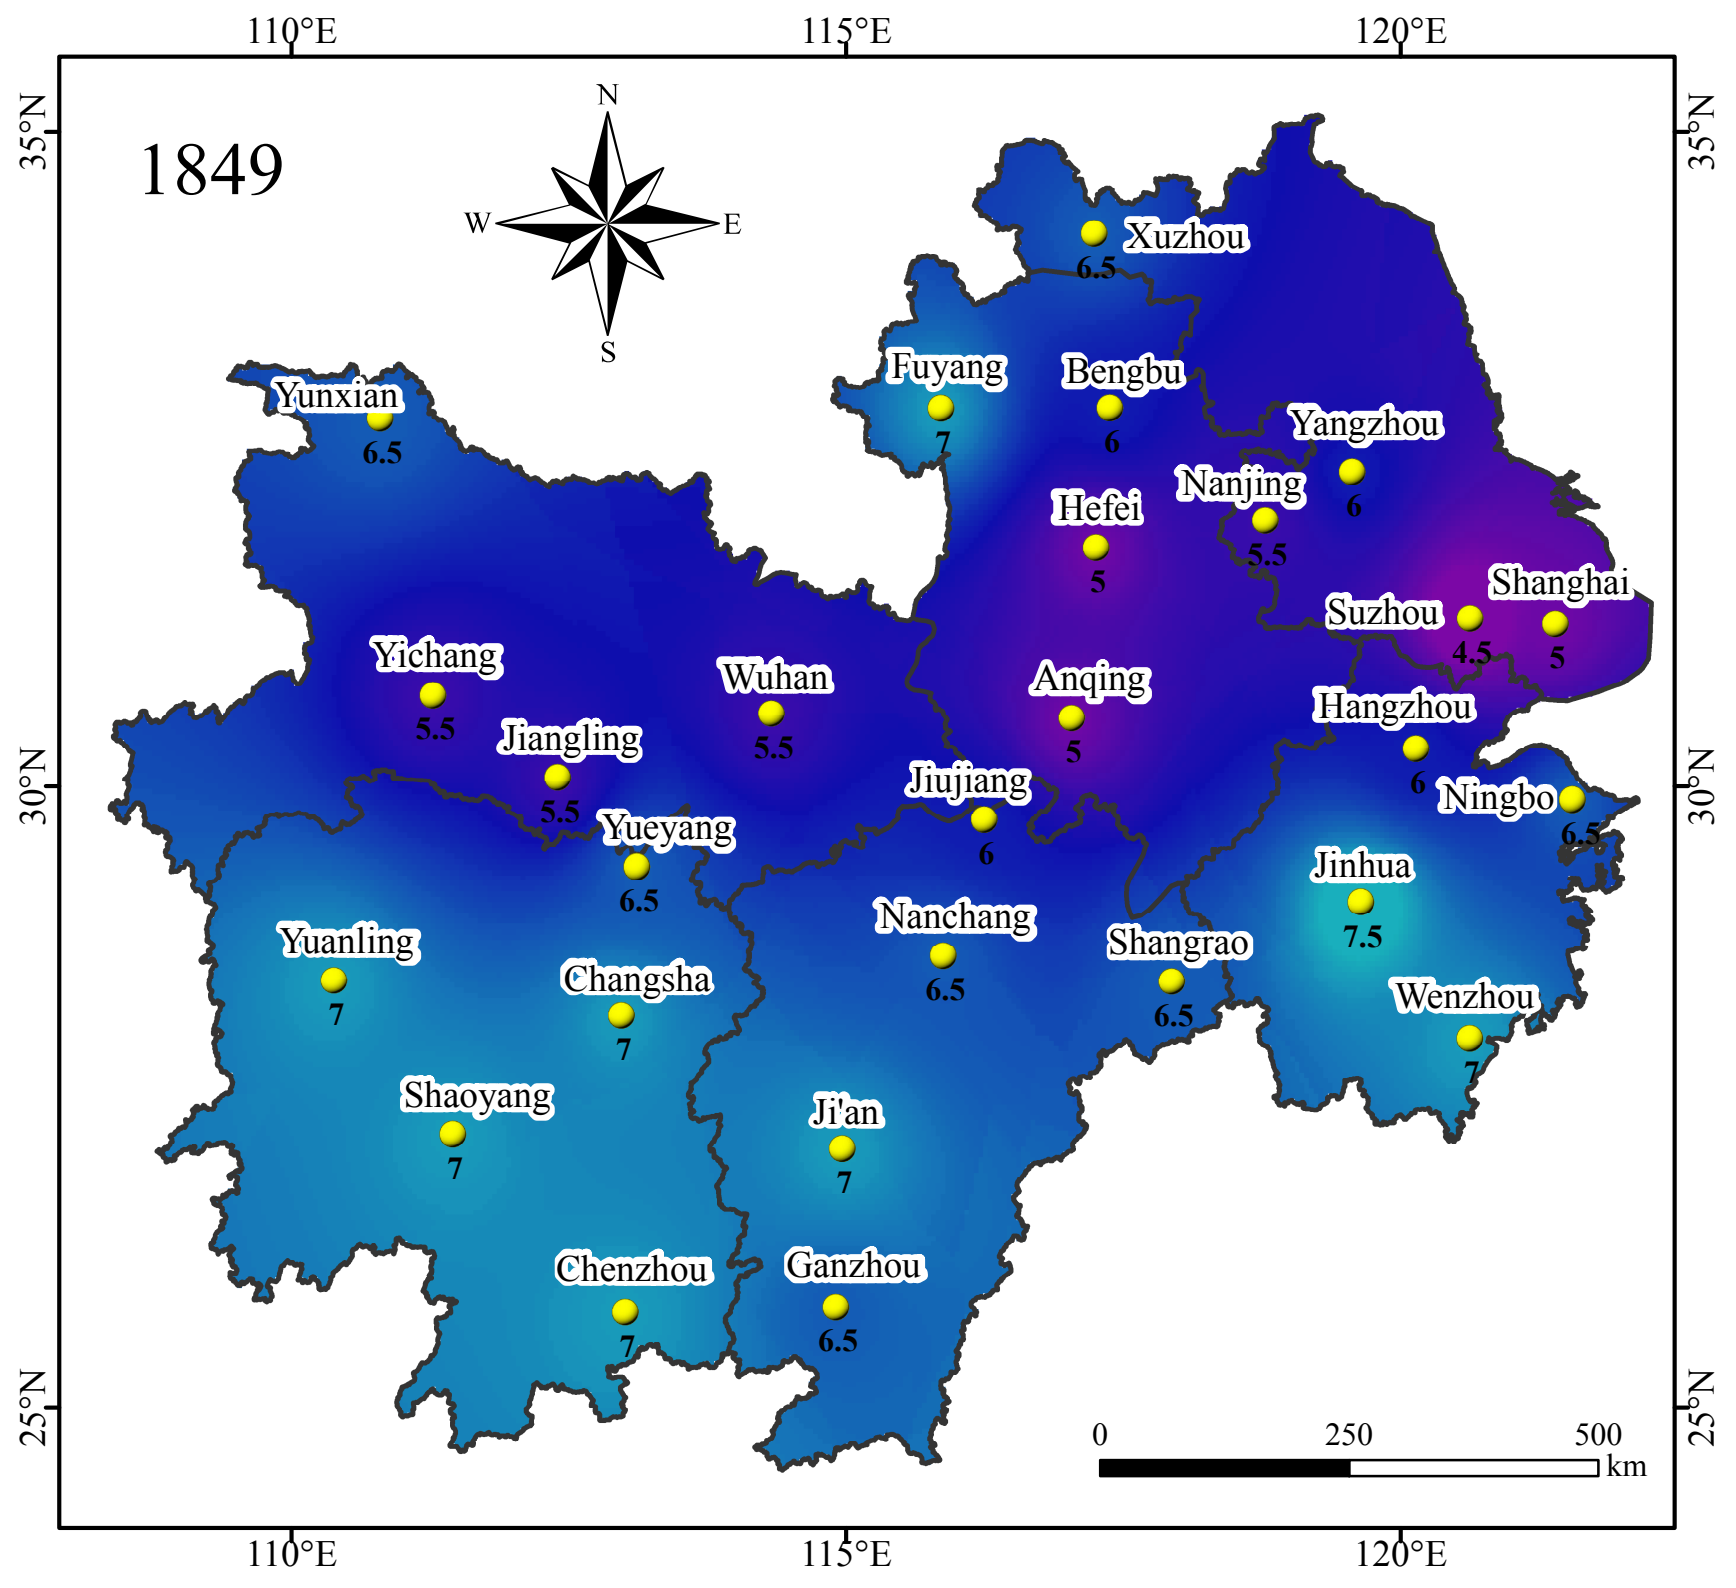 110°E
115°E
120°E
35°N
35°N
1849
N
W
E
S
Xuzhou
6.5
Fuyang
7
Bengbu
6
Yunxian
6.5
Yangzhou
6
Nanjing
5.5
Hefei
5
Shanghai
5
Suzhou
4.5
Yichang
5.5
Wuhan
5.5
Anqing
5
Hangzhou
6
Jiangling
5.5
30°N
30°N
Jiujiang
6
Ningbo
6.5
Yueyang
6.5
Jinhua
7.5
Nanchang
6.5
Shangrao
6.5
Yuanling
7
Changsha
7
Wenzhou
7
Shaoyang
7
Ji'an
7
Chenzhou
7
Ganzhou
6.5
25°N
25°N
0
250
500
km
110°E
115°E
120°E